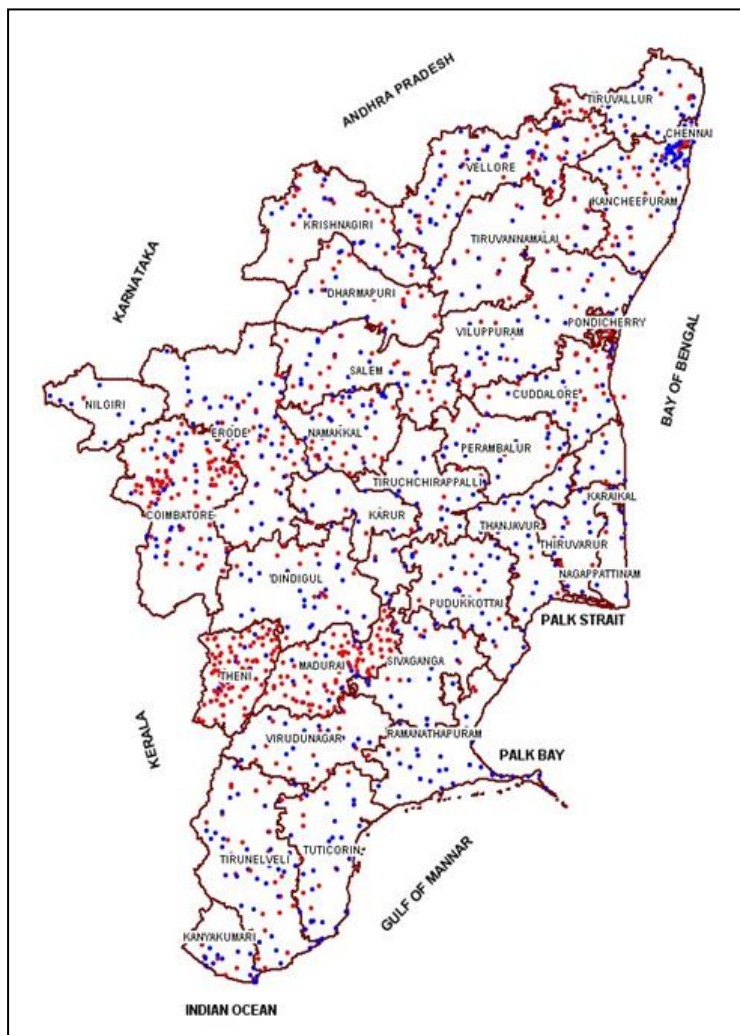 ANDHRA PRADESH
TIRUVALLUR
CHENNAI
VELLORE
KANCHEEPURAM
KRISHNAGIRI
TIRUVANNAMALAI
KARNATAKA
DHARMAPURI
PONDICHERRY
VILUPPURAM
BAY OF BENGAL
SALEM
CUDDALORE
NILGIRI
ERODE
NAMAKKAL
PERAMBALUR
TIRUCHCHIRAPPALLI
KARAIKAL
COIMBATORE
KARUR
THANJAVUR
THIRUVARUR
DINDIGUL
NAGAPPATTINAM
PUDUKKOTTAI
PALK STRAIT
MADURAI
SIVAGANGA
THENI
KERALA
VIRUDUNAGAR
RAMANATHAPURAM
PALK BAY
TIRUNELVELI
TUTICORIN
GULF OF MANNAR
KANYAKUMARI
INDIAN OCEAN